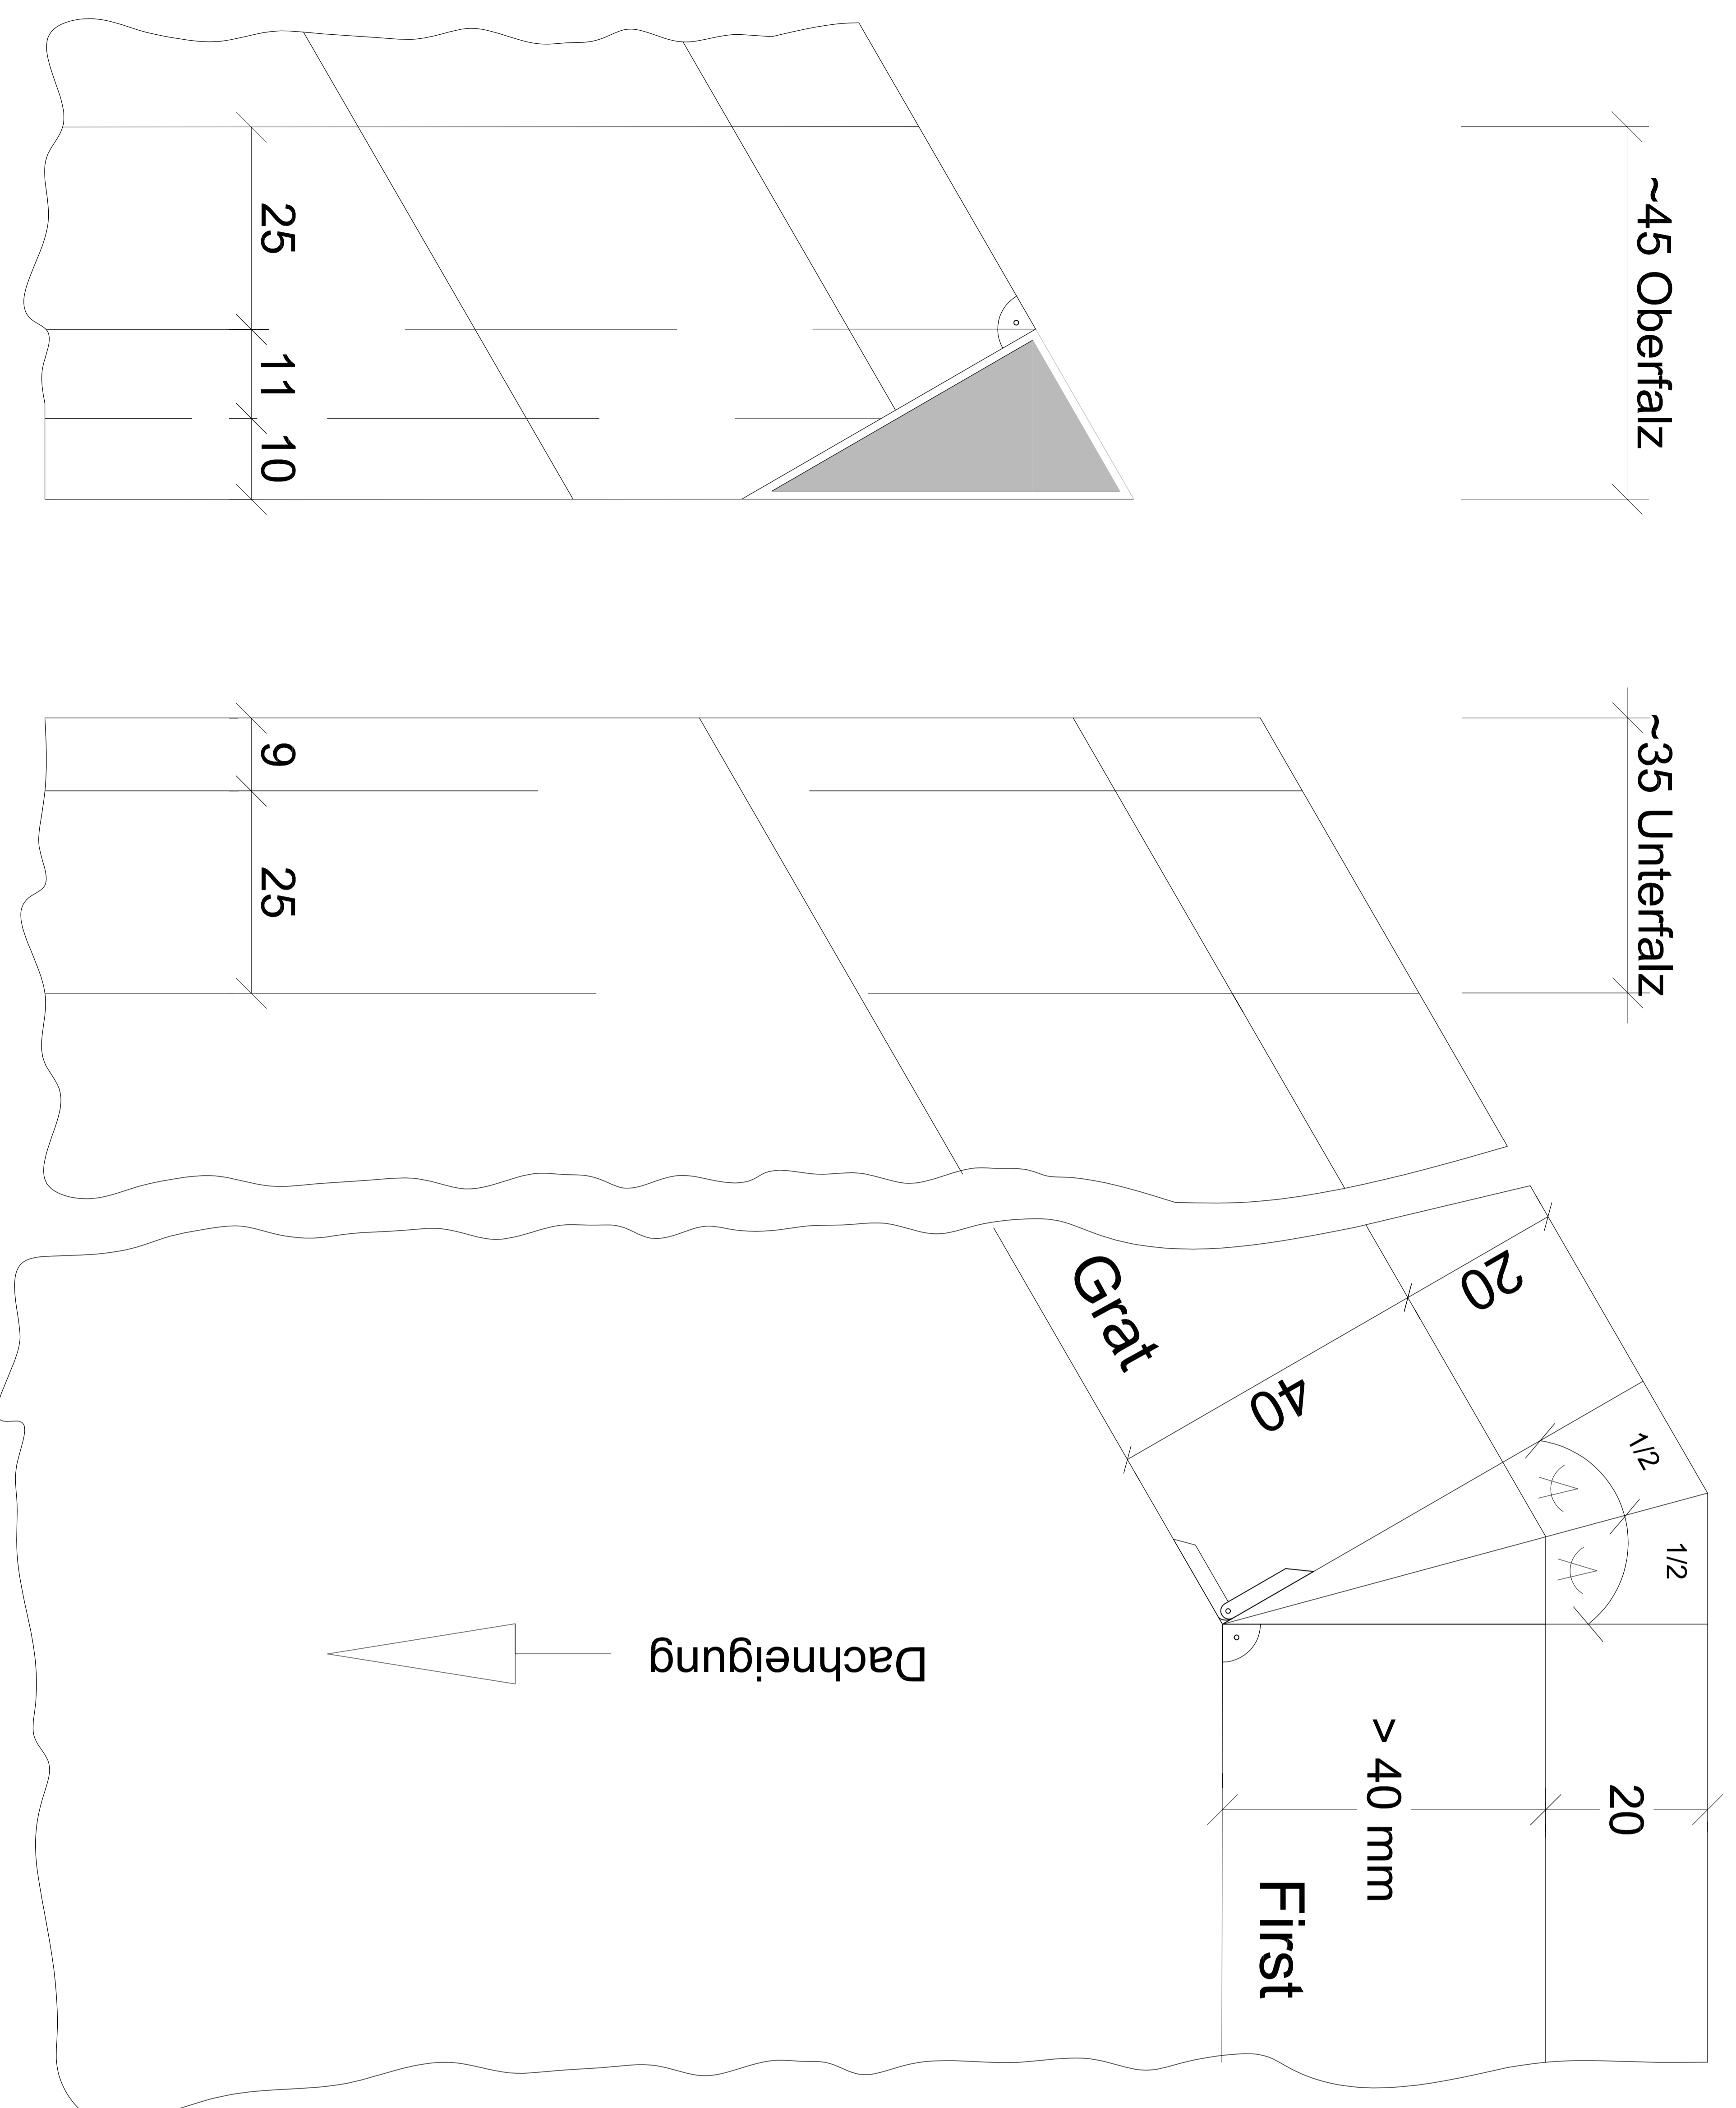 25
11
10
~45 Oberfalz
9
25
~35 Unterfalz
Grat
20
40
1/2
1/2
Dachneigung
> 40 mm
20
First